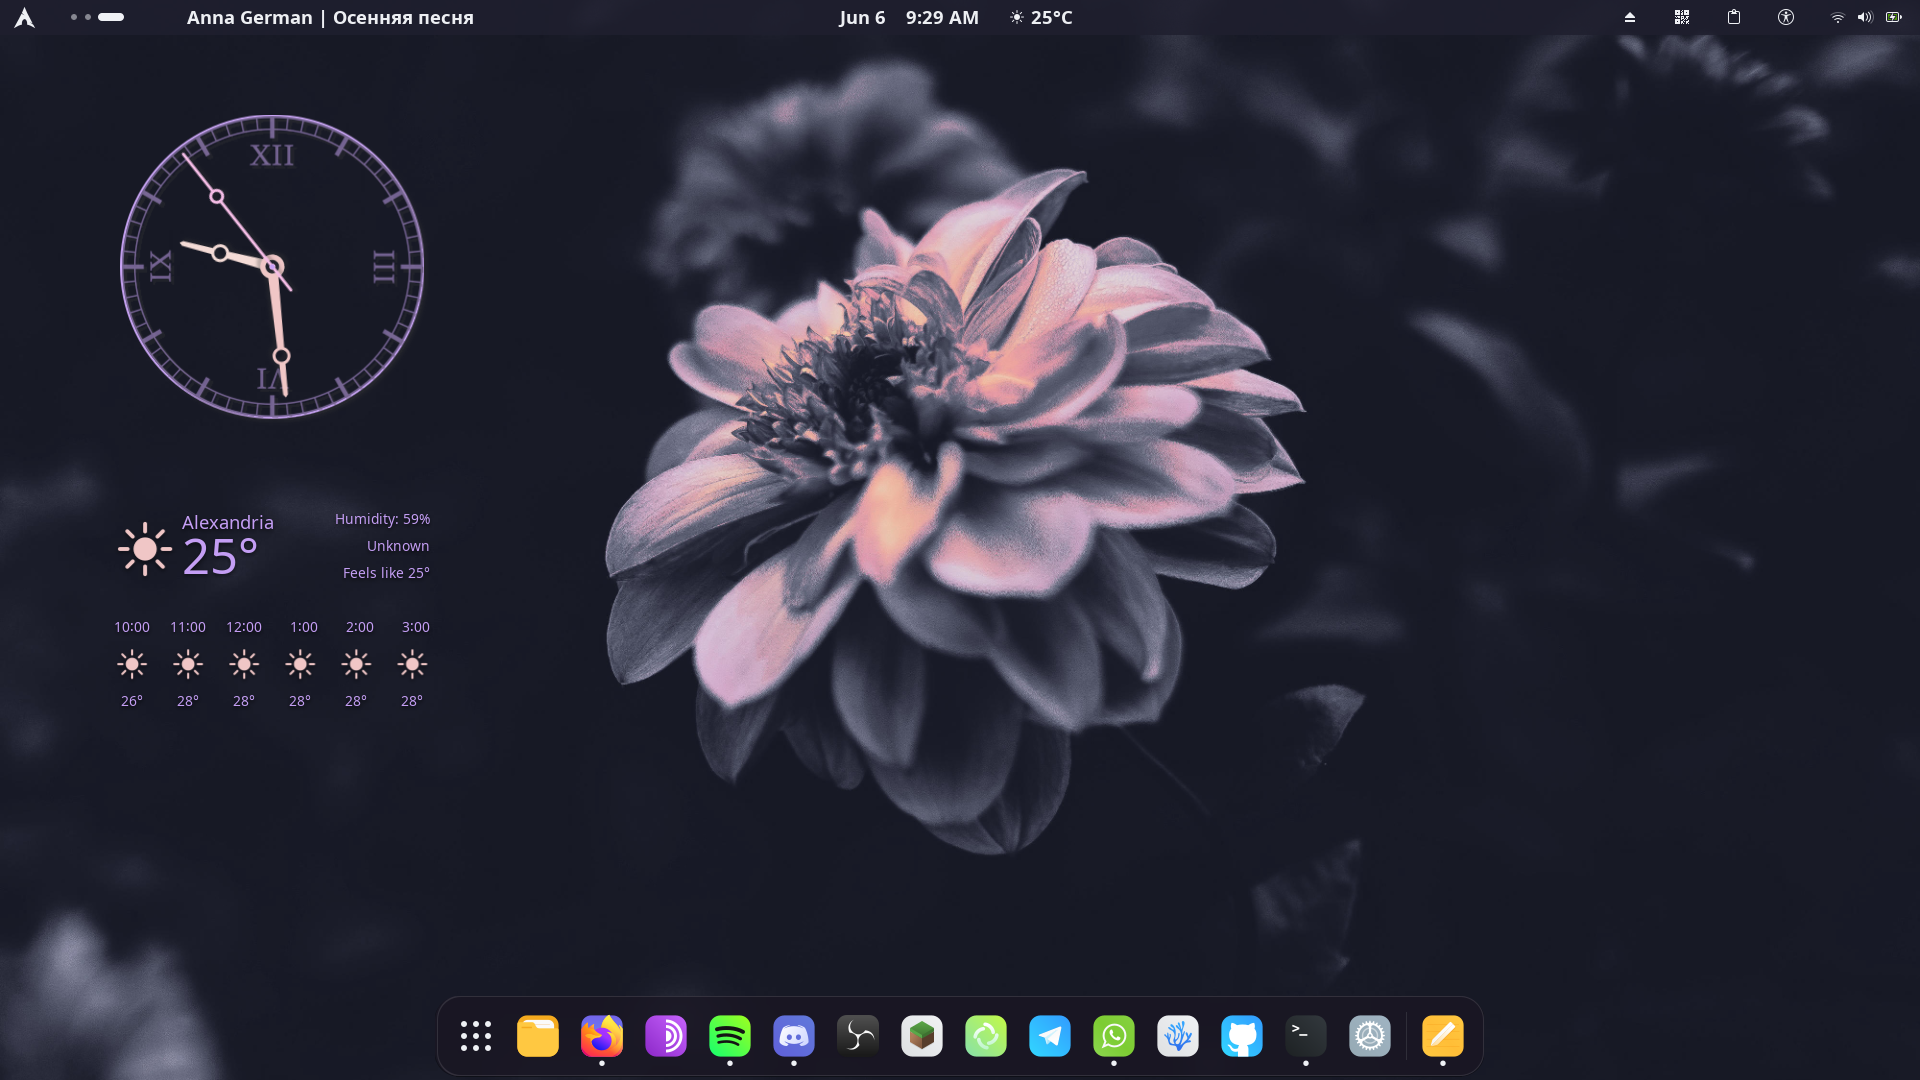 Anna German | Осенняя песня
Jun 6 9:29 AM 25°C
XII
III
VI
IX
Alexandria
25°
Humidity: 59%
Unknown
Feels like 25°
10:00 11:00 12:00 1:00 2:00 3:00
26° 28° 28° 28° 28° 28°
>_